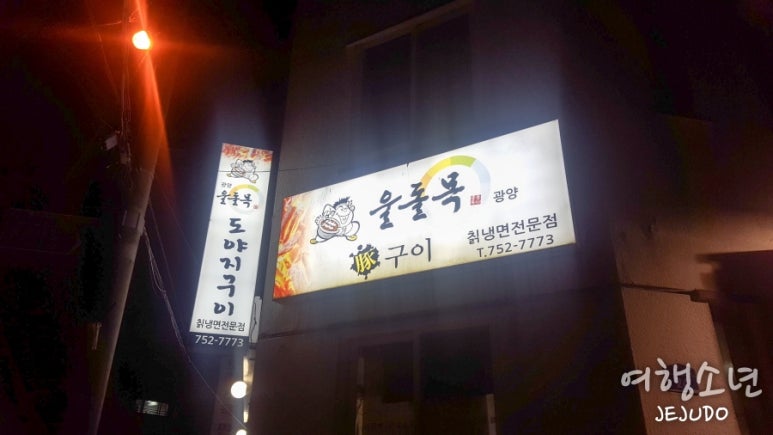 광양
울돌목
도야지구이
칡냉면전문점
752-7773
울돌목 광양
豚 구이
칡냉면전문점
T.752-7773
여행소년
JEJUDO